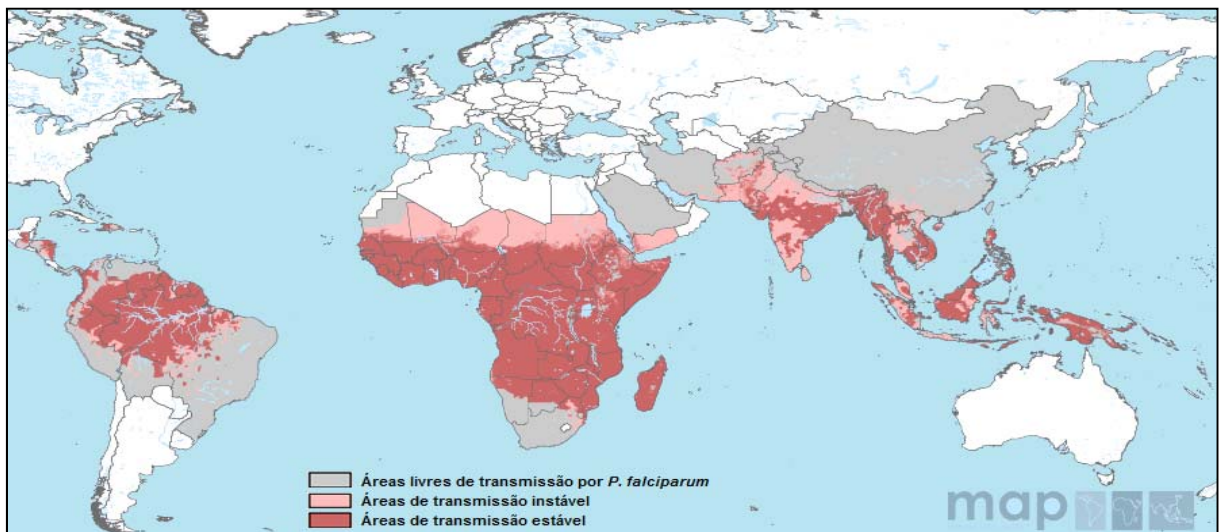 Áreas livres de transmissão por P. falciparum
Áreas de transmissão instável
Áreas de transmissão estável
map